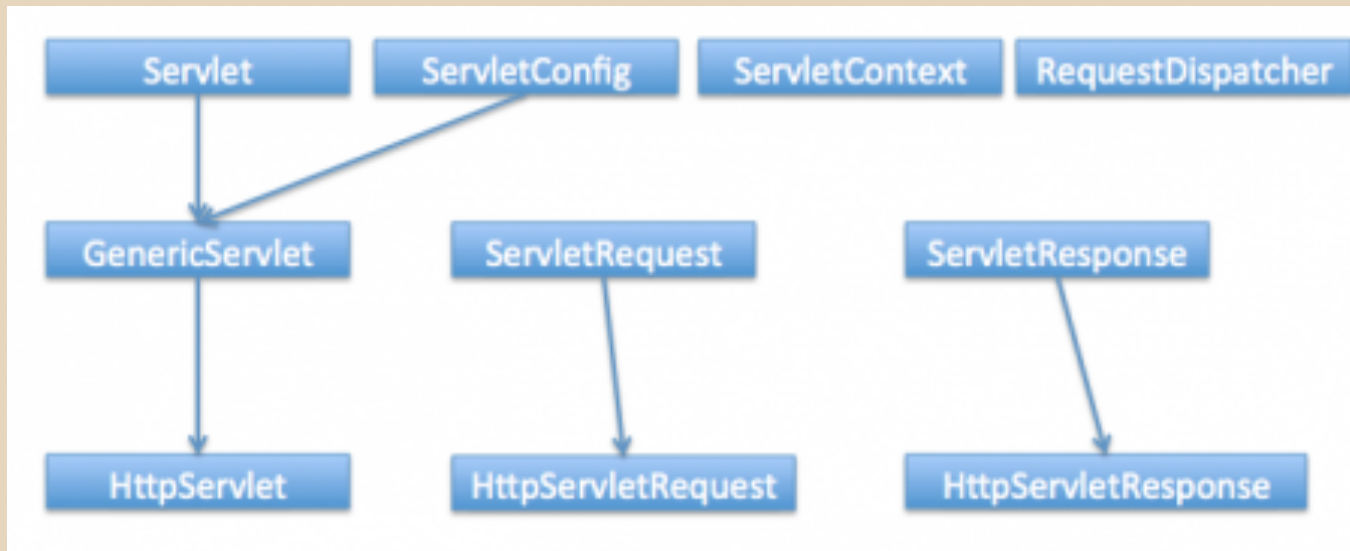 Servlet
ServletConfig
ServletContext
RequestDispatcher
GenericServlet
ServletRequest
ServletResponse
HttpServlet
HttpServletRequest
HttpServletResponse